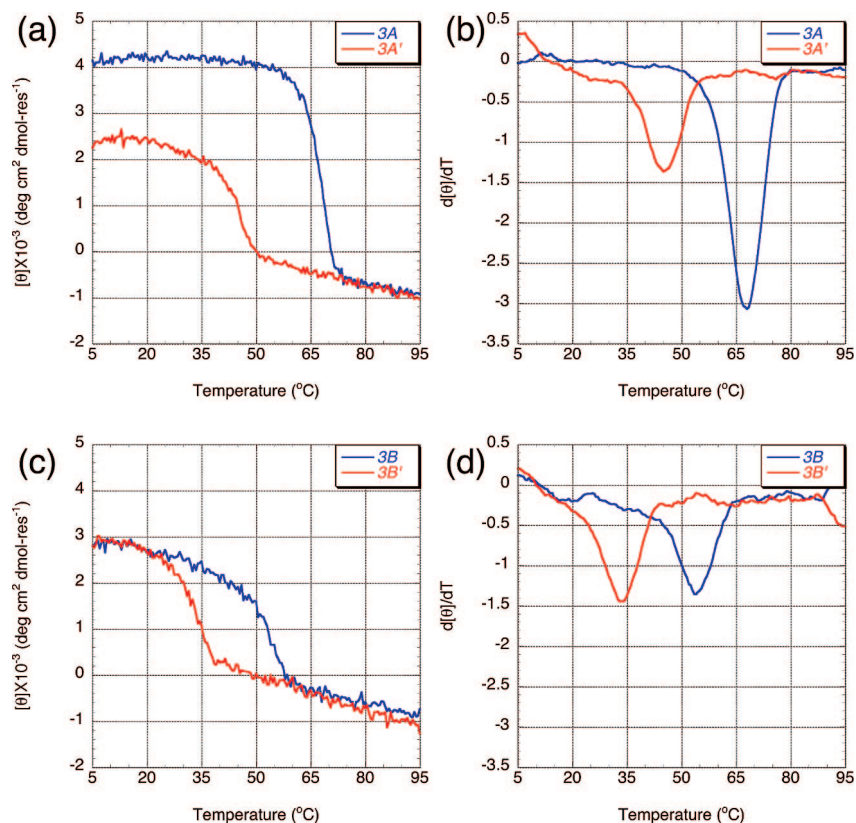 (a)
3A
3A'
5
4
3
2
1
0
-1
-2
[θ]X10⁻³ (deg cm² dmol-res⁻¹)
5 20 35 50 65 80 95
Temperature (°C)
(b)
3A
3A'
0.5
0
-0.5
-1
-1.5
-2
-2.5
-3
-3.5
d[θ]/dT
5 20 35 50 65 80 95
Temperature (°C)
(c)
3B
3B'
5
4
3
2
1
0
-1
-2
[θ]X10⁻³ (deg cm² dmol-res⁻¹)
5 20 35 50 65 80 95
Temperature (°C)
(d)
3B
3B'
0.5
0
-0.5
-1
-1.5
-2
-2.5
-3
-3.5
d[θ]/dT
5 20 35 50 65 80 95
Temperature (°C)